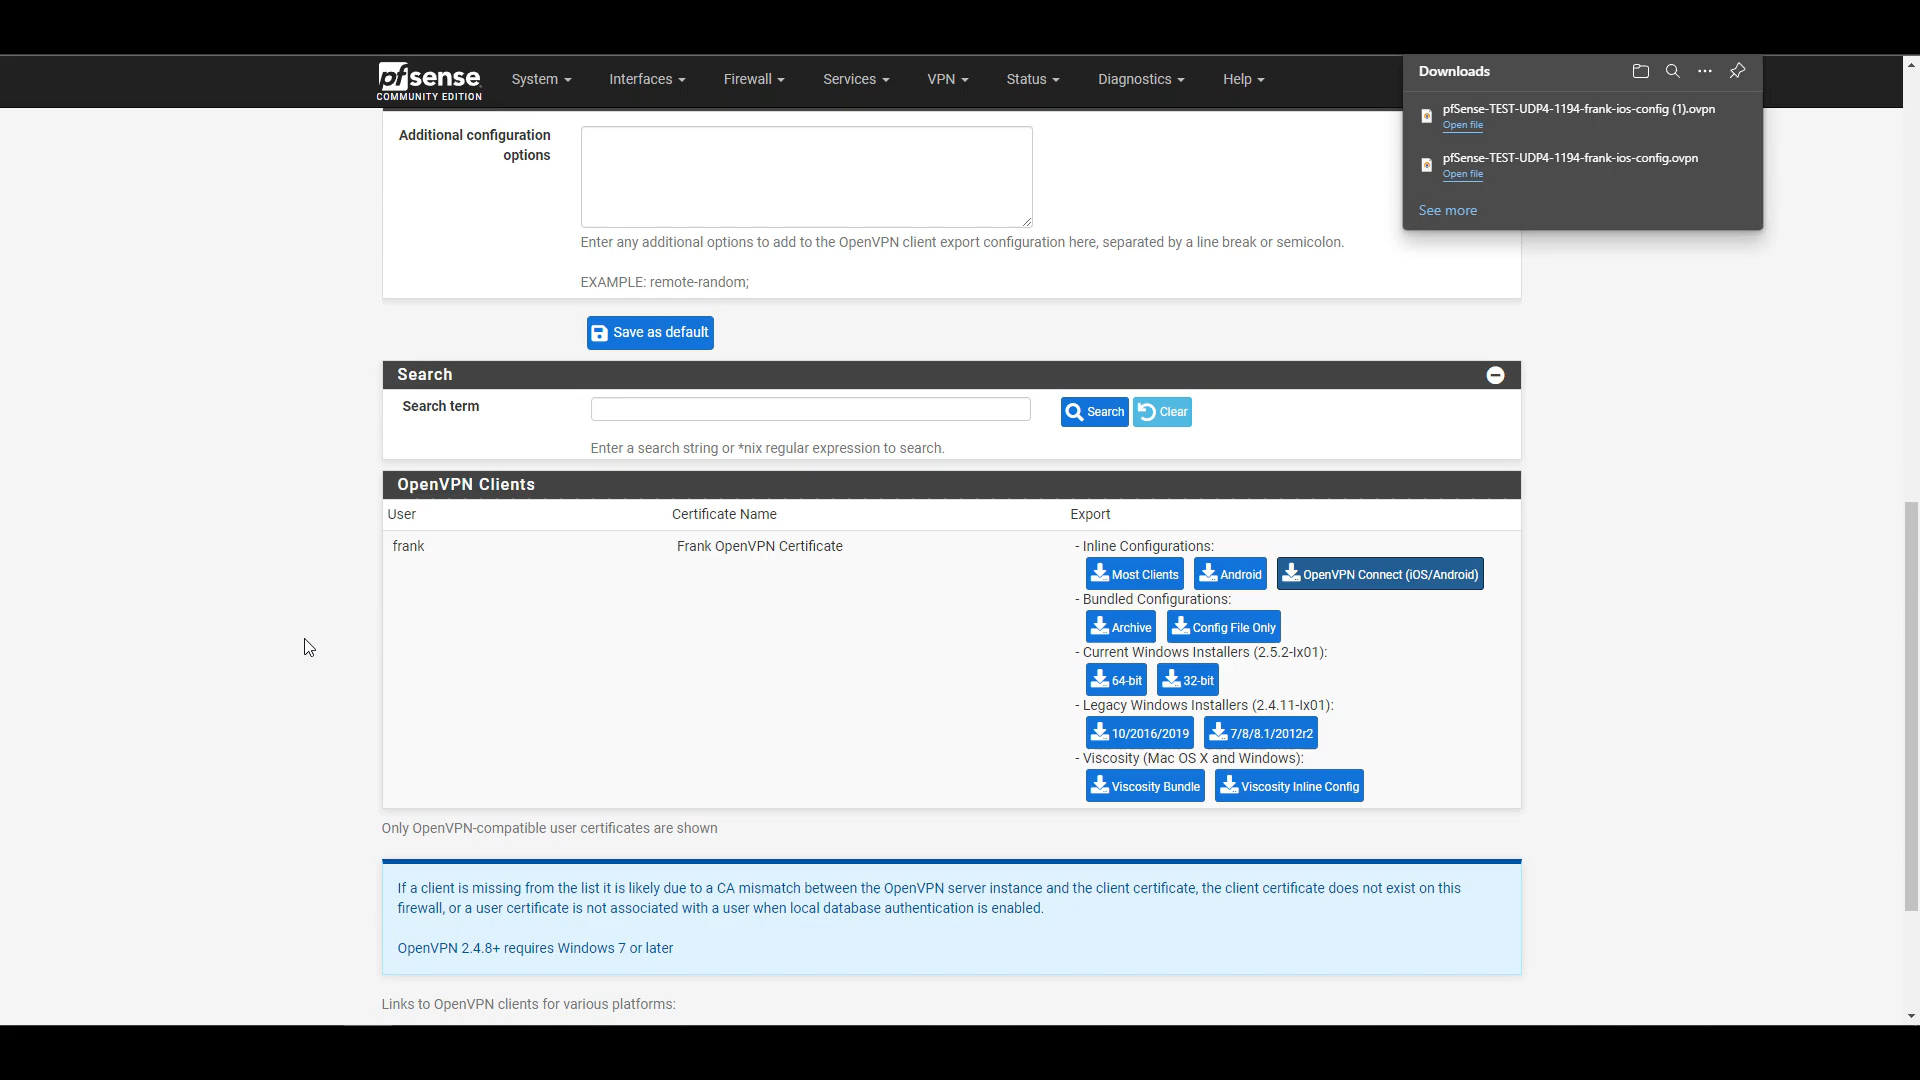 pfsense
COMMUNITY EDITION
System
Interfaces
Firewall
Services
VPN
Status
Diagnostics
Help
Downloads
pfSense-TEST-UDP4-1194-frank-ios-config (1).ovpn
Open file
pfSense-TEST-UDP4-1194-frank-ios-config.ovpn
Open file
See more
Additional configuration
options
Enter any additional options to add to the OpenVPN client export configuration here, separated by a line break or semicolon.
EXAMPLE: remote-random;
Save as default
Search
Search term
Search
Clear
Enter a search string or *nix regular expression to search.
OpenVPN Clients
User
Certificate Name
Export
frank
Frank OpenVPN Certificate
- Inline Configurations:
Most Clients
Android
OpenVPN Connect (iOS/Android)
- Bundled Configurations:
Archive
Config File Only
- Current Windows Installers (2.5.2-Ix01):
64-bit
32-bit
- Legacy Windows Installers (2.4.11-Ix01):
10/2016/2019
7/8/8.1/2012r2
- Viscosity (Mac OS X and Windows):
Viscosity Bundle
Viscosity Inline Config
Only OpenVPN-compatible user certificates are shown
If a client is missing from the list it is likely due to a CA mismatch between the OpenVPN server instance and the client certificate, the client certificate does not exist on this
firewall, or a user certificate is not associated with a user when local database authentication is enabled.
OpenVPN 2.4.8+ requires Windows 7 or later
Links to OpenVPN clients for various platforms: